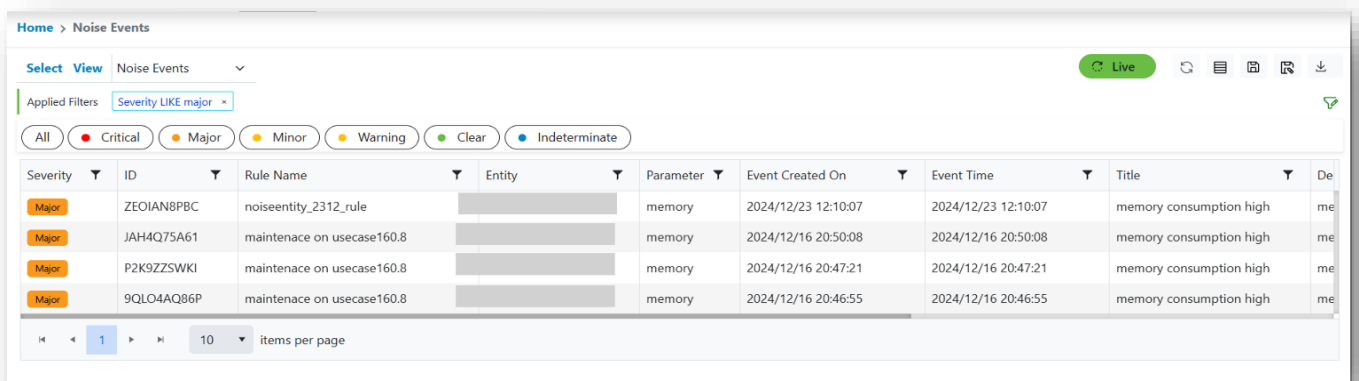 Home > Noise Events
Select View Noise Events
Live
Applied Filters Severity LIKE major ×
All Critical Major Minor Warning Clear Indeterminate
Severity ID Rule Name Entity Parameter Event Created On Event Time Title De
Major ZEOIAN8PBC noiseentity_2312_rule memory 2024/12/23 12:10:07 2024/12/23 12:10:07 memory consumption high me
Major JAH4Q75A61 maintenace on usecase160.8 memory 2024/12/16 20:50:08 2024/12/16 20:50:08 memory consumption high me
Major P2K9ZZSWKI maintenace on usecase160.8 memory 2024/12/16 20:47:21 2024/12/16 20:47:21 memory consumption high me
Major 9QLO4AQ86P maintenace on usecase160.8 memory 2024/12/16 20:46:55 2024/12/16 20:46:55 memory consumption high me
1 10 items per page